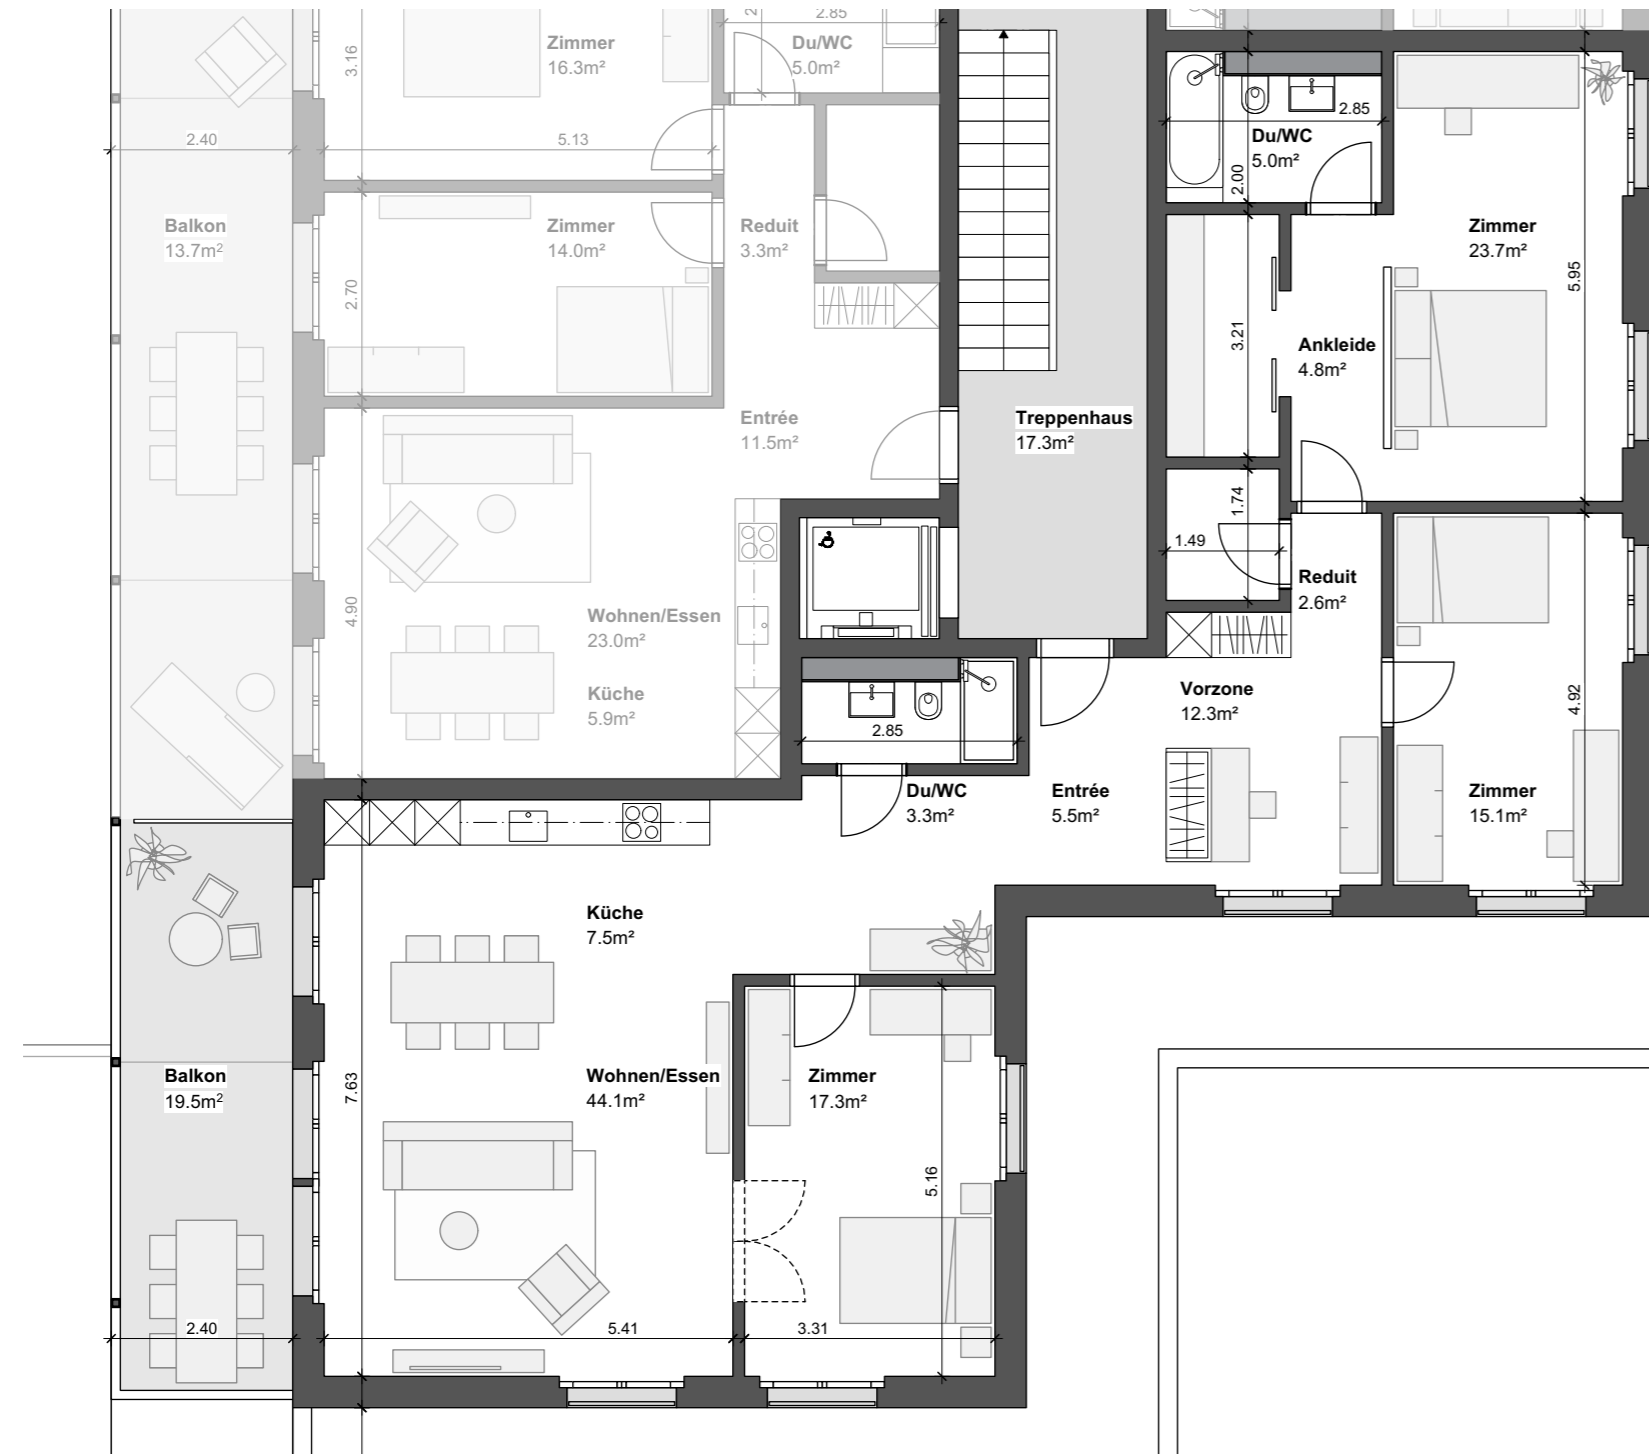 Zimmer
16.3m²
3.16
2
2.85
Du/WC
5.0m²
2.40
5.13
2.85
Du/WC
5.0m²
2.00
Balkon
13.7m²
Zimmer
14.0m²
Reduit
3.3m²
Zimmer
23.7m²
5.95
2.70
3.21
Ankleide
4.8m²
Entrée
11.5m²
Treppenhaus
17.3m²
1.74
1.49
Reduit
2.6m²
4.90
Wohnen/Essen
23.0m²
Küche
5.9m²
Vorzone
12.3m²
4.92
2.85
Du/WC
3.3m²
Entrée
5.5m²
Zimmer
15.1m²
Küche
7.5m²
Balkon
19.5m²
7.63
Wohnen/Essen
44.1m²
Zimmer
17.3m²
5.16
2.40
5.41
3.31